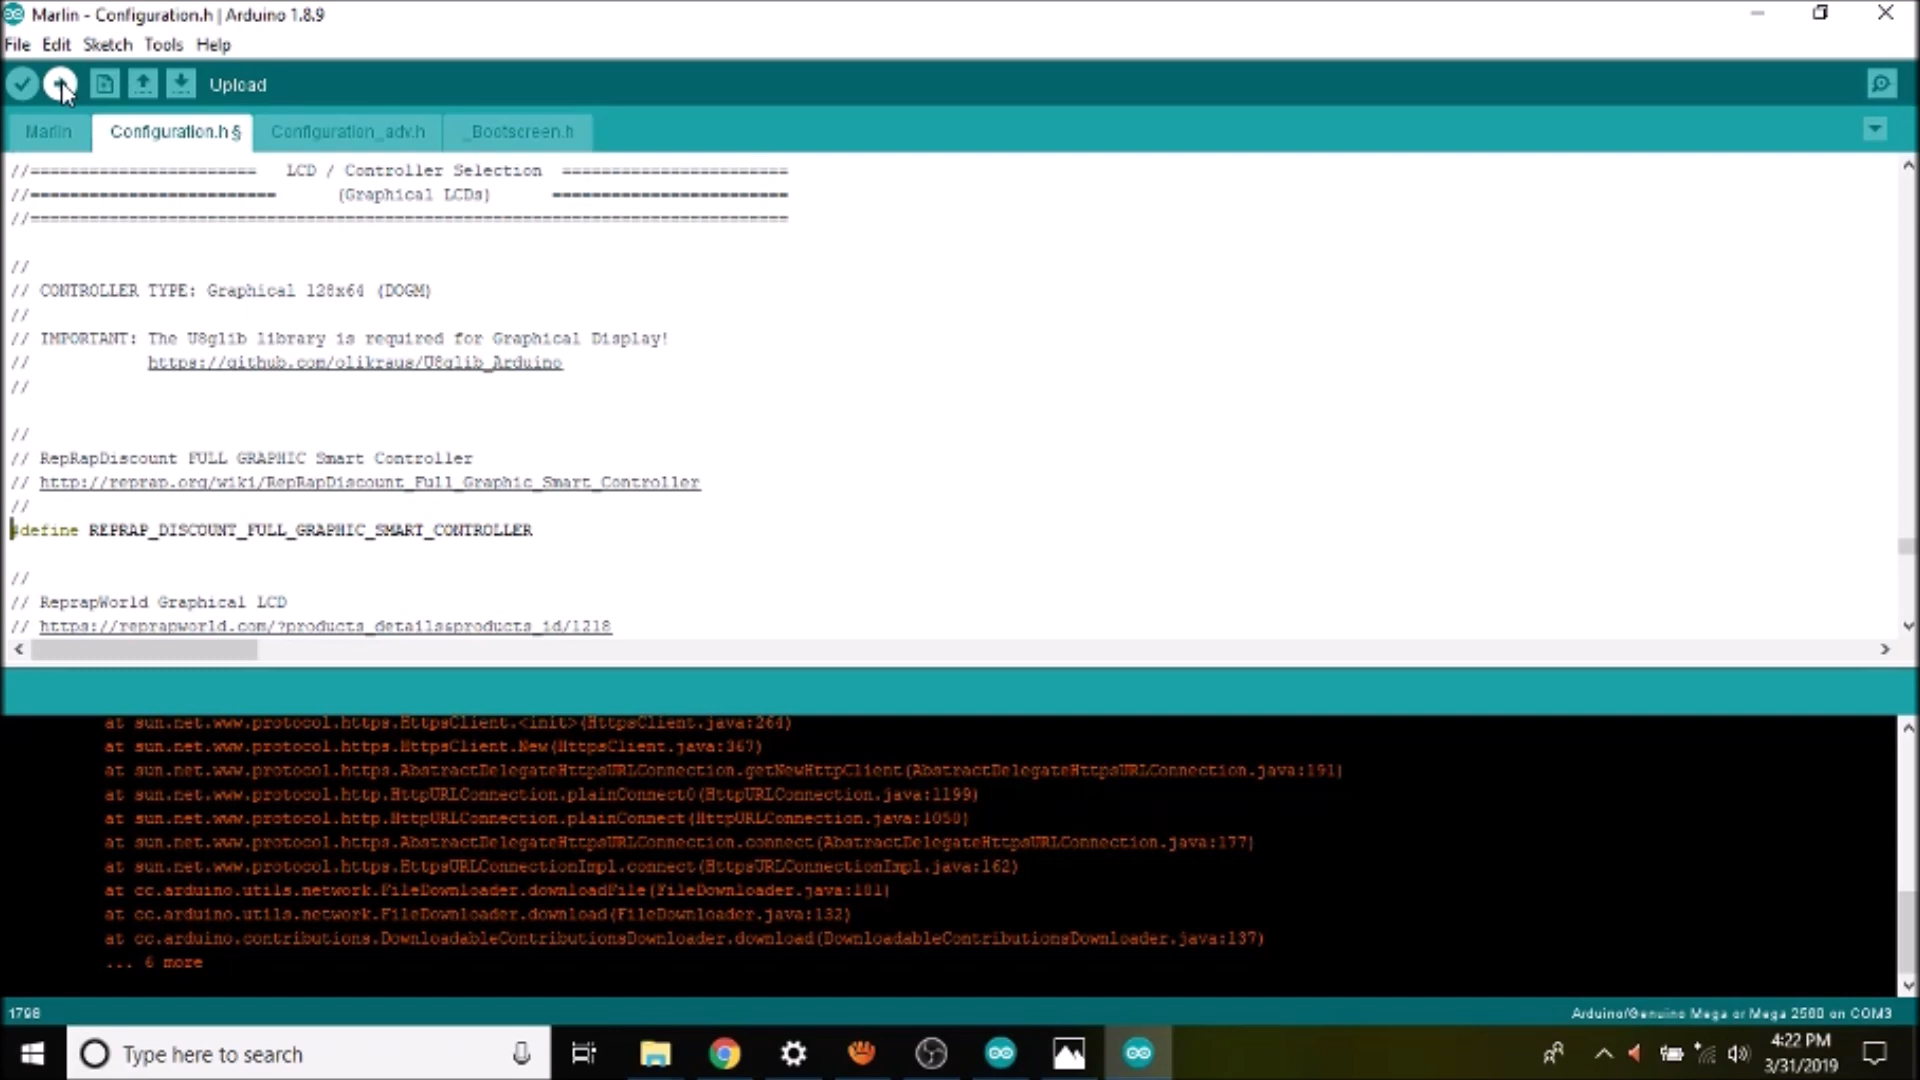 Marlin - Configuration.h | Arduino 1.8.9
File Edit Sketch Tools Help
Upload
Marlin Configuration.h § Configuration_adv.h _Bootscreen.h
//======================= LCD / Controller Selection =======================
//========================= (Graphical LCDs) ========================
//=============================================================================
//
// CONTROLLER TYPE: Graphical 128x64 (DOGM)
//
// IMPORTANT: The U8glib library is required for Graphical Display!
// https://github.com/olikraus/U8glib_Arduino
//
//
// RepRapDiscount FULL GRAPHIC Smart Controller
// http://reprap.org/wiki/RepRapDiscount_Full_Graphic_Smart_Controller
//
#define REPRAP_DISCOUNT_FULL_GRAPHIC_SMART_CONTROLLER
//
// ReprapWorld Graphical LCD
// https://reprapworld.com/?products_details&products_id/1218
at sun.net.www.protocol.https.HttpsClient.<init>(HttpsClient.java:264)
at sun.net.www.protocol.https.HttpsClient.New(HttpsClient.java:367)
at sun.net.www.protocol.https.AbstractDelegateHttpsURLConnection.getNewHttpClient(AbstractDelegateHttpsURLConnection.java:191)
at sun.net.www.protocol.http.HttpURLConnection.plainConnect0(HttpURLConnection.java:1199)
at sun.net.www.protocol.http.HttpURLConnection.plainConnect(HttpURLConnection.java:1050)
at sun.net.www.protocol.https.AbstractDelegateHttpsURLConnection.connect(AbstractDelegateHttpsURLConnection.java:177)
at sun.net.www.protocol.https.HttpsURLConnectionImpl.connect(HttpsURLConnectionImpl.java:162)
at cc.arduino.utils.network.FileDownloader.downloadFile(FileDownloader.java:181)
at cc.arduino.utils.network.FileDownloader.download(FileDownloader.java:132)
at cc.arduino.contributions.DownloadableContributionsDownloader.download(DownloadableContributionsDownloader.java:137)
... 6 more
1798
Arduino/Genuino Mega or Mega 2560 on COM3
Type here to search
4:22 PM
3/31/2019